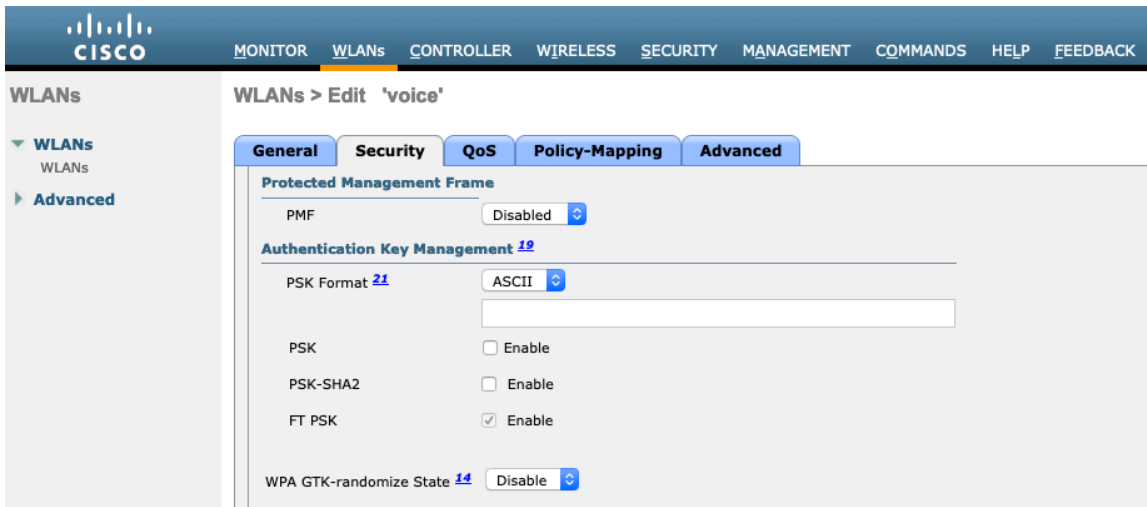 CISCO
MONITOR WLANs CONTROLLER WIRELESS SECURITY MANAGEMENT COMMANDS HELP FEEDBACK
WLANs
WLANs
WLANs
Advanced
WLANs > Edit 'voice'
General Security QoS Policy-Mapping Advanced
Protected Management Frame
PMF Disabled
Authentication Key Management 19
PSK Format 21 ASCII
PSK Enable
PSK-SHA2 Enable
FT PSK Enable
WPA GTK-randomize State 14 Disable